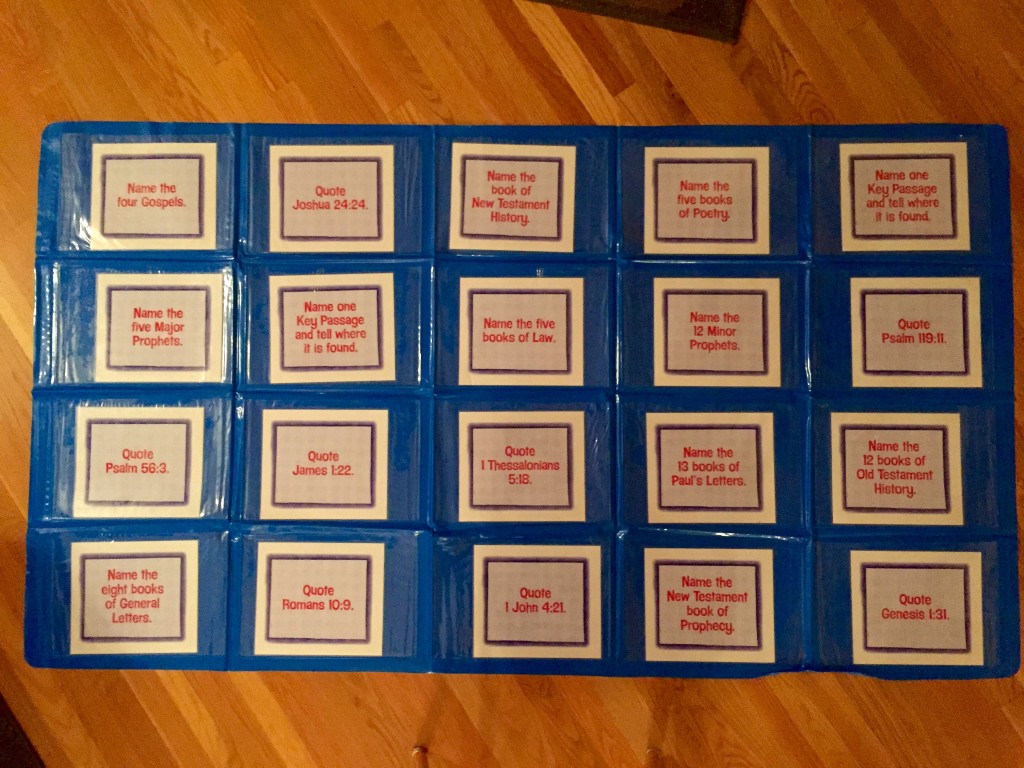 Name the
four Gospels.
Quote
Joshua 24:24.
Name the
book of
New Testament
History.
Name the
five books
of Poetry.
Name one
Key Passage
and tell where
it is found.
Name the
five Major
Prophets.
Name one
Key Passage
and tell where
it is found.
Name the five
books of Law.
Name the
12 Minor
Prophets.
Quote
Psalm 119:11.
Quote
Psalm 56:3.
Quote
James 1:22.
Quote
1 Thessalonians
5:18.
Name the
13 books of
Paul's Letters.
Name the
12 books of
Old Testament
History.
Name the
eight books
of General
Letters.
Quote
Romans 10:9.
Quote
1 John 4:21.
Name the
New Testament
book of
Prophecy.
Quote
Genesis 1:31.